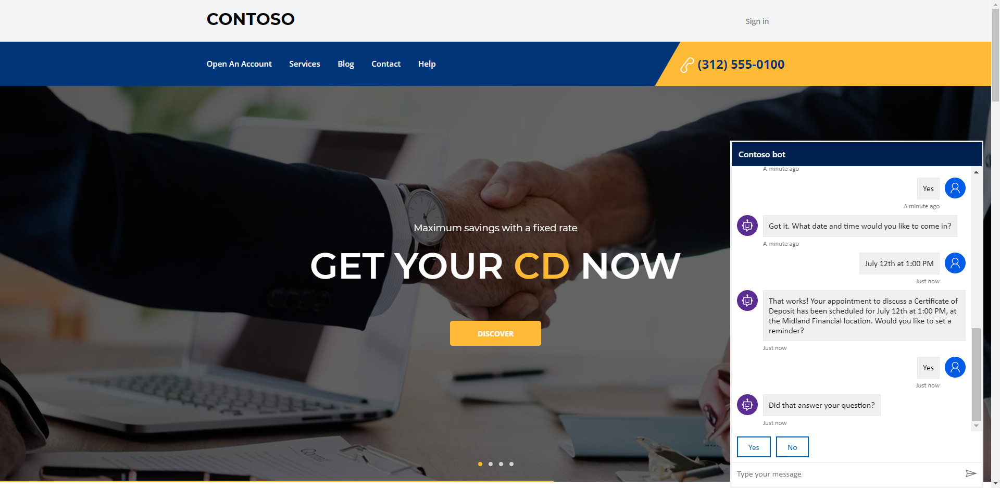 CONTOSO
Sign in
Open An Account Services Blog Contact Help
(312) 555-0100
Maximum savings with a fixed rate
GET YOUR CD NOW
DISCOVER
Contoso bot
A minute ago
Yes
A minute ago
Got it. What date and time would you like to come in?
A minute ago
July 12th at 1:00 PM
Just now
That works! Your appointment to discuss a Certificate of
Deposit has been scheduled for July 12th at 1:00 PM, at
the Midland Financial location. Would you like to set a
reminder?
Just now
Yes
Just now
Did that answer your question?
Just now
Yes No
Type your message